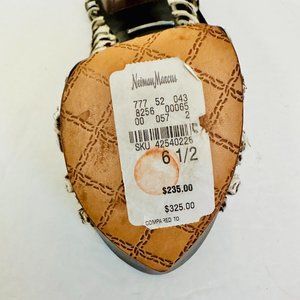 Neiman Marcus
777 52 043
8256 00065
00 057 2
SKU 42540226
6 1/2
$235.00
$325.00
COMPARED TO